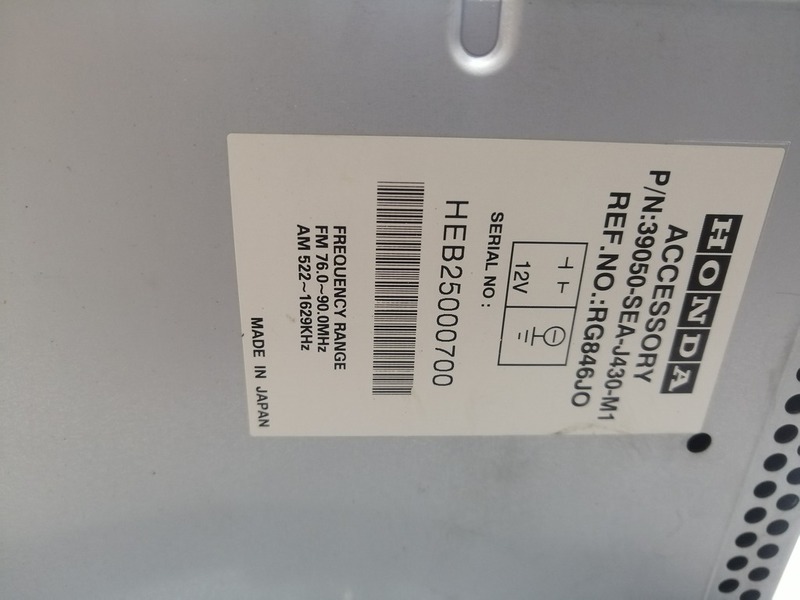 HONDA
ACCESSORY
P/N:39050-SEA-J430-M1
REF.NO.:RG846JO
12V
SERIAL NO :
HEB25000700
FREQUENCY RANGE
FM 76.0~90.0MHz
AM 522~1629KHz
MADE IN JAPAN